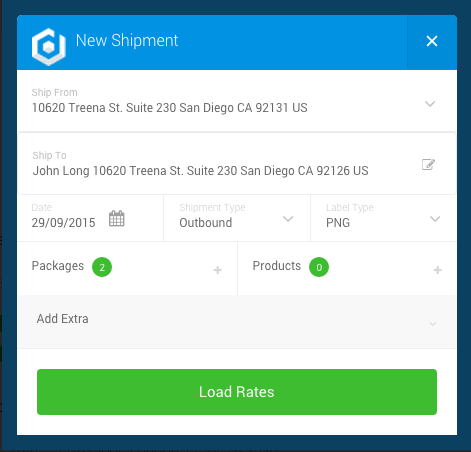 New Shipment
Ship From
10620 Treena St. Suite 230 San Diego CA 92131 US
Ship To
John Long 10620 Treena St. Suite 230 San Diego CA 92126 US
Date
29/09/2015
Shipment Type
Outbound
Label Type
PNG
Packages 2
Products 0
Add Extra
Load Rates